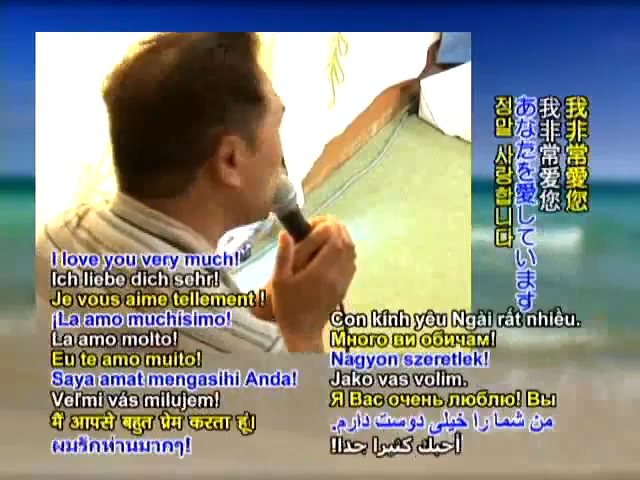 I love you very much!
Ich liebe dich sehr!
Je vous aime tellement !
¡La amo muchísimo!
La amo molto!
Eu te amo muito!
Saya amat mengasihi Anda!
Veľmi vás milujem!
मैं आपसे बहुत प्रेम करता हूं।
ผมรักท่านมากๆ!
Con kính yêu Ngài rất nhiều.
Много ви обичам!
Nagyon szeretlek!
Jako vas volim.
Я Вас очень люблю! Вы
من شما را خیلی دوست دارم.
أحبك كثيرا جدا!
我非常愛您
我非常爱您
あなたを愛しています
정말 사랑합니다